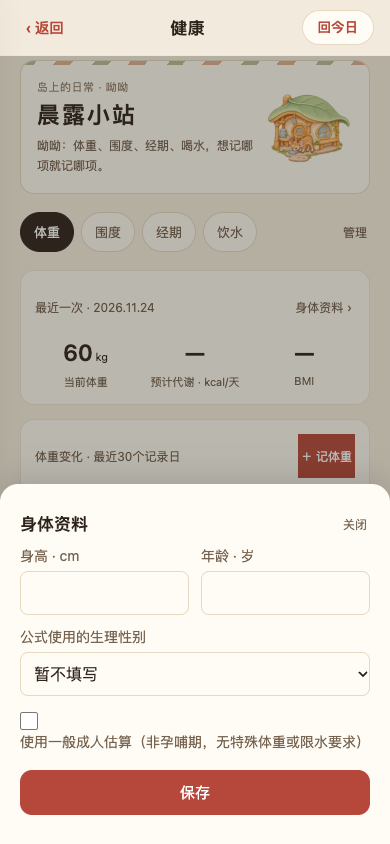 ‹ 返回
健康
回今日
岛上的日常 · 呦呦
晨露小站
呦呦：体重、围度、经期、喝水，想记哪
项就记哪项。
体重
围度
经期
饮水
管理
最近一次 · 2026.11.24
身体资料 ›
60 kg
—
—
当前体重
预计代谢 · kcal/天
BMI
体重变化 · 最近30个记录日
+ 记体重
身体资料
关闭
身高 · cm
年龄 · 岁
公式使用的生理性别
暂不填写
使用一般成人估算（非孕哺期，无特殊体重或限水要求）
保存